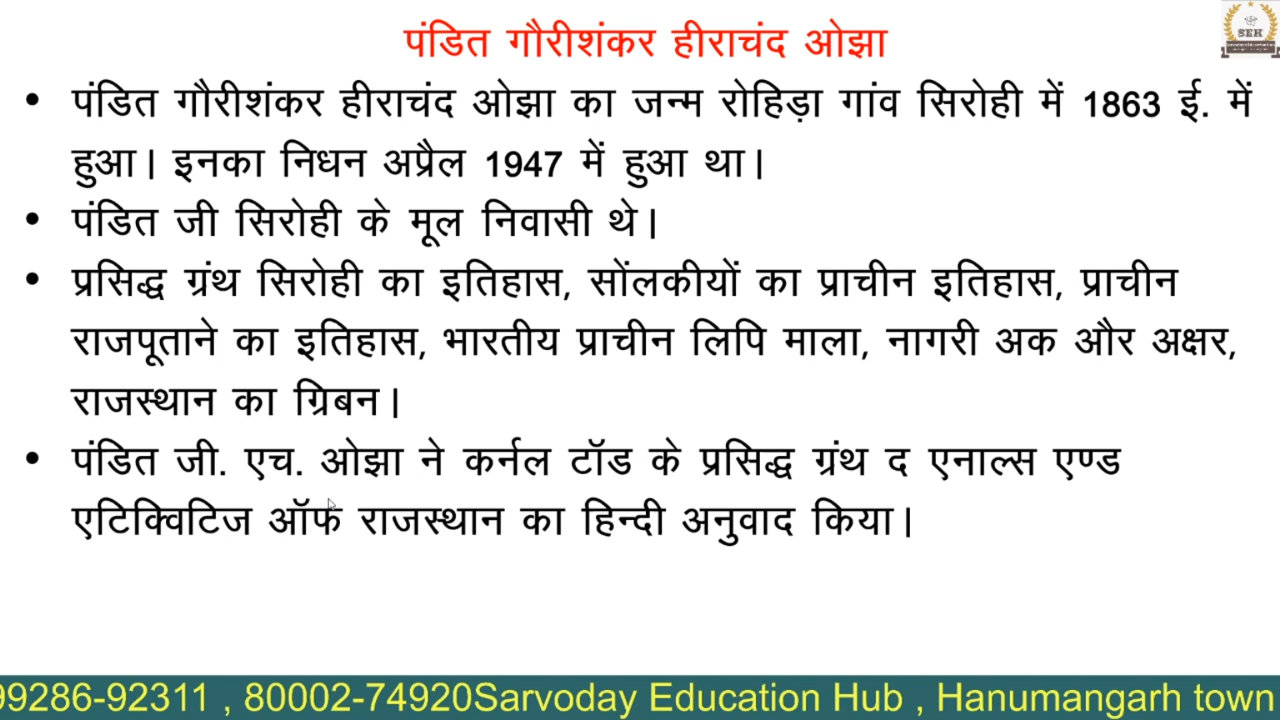 पंडित गौरीशंकर हीराचंद ओझा
SEH
• पंडित गौरीशंकर हीराचंद ओझा का जन्म रोहिड़ा गांव सिरोही में 1863 ई. में
हुआ। इनका निधन अप्रैल 1947 में हुआ था।
• पंडित जी सिरोही के मूल निवासी थे।
• प्रसिद्ध ग्रंथ सिरोही का इतिहास, सोंलकीयों का प्राचीन इतिहास, प्राचीन
राजपूताने का इतिहास, भारतीय प्राचीन लिपि माला, नागरी अक और अक्षर,
राजस्थान का ग्रिबन।
• पंडित जी. एच. ओझा ने कर्नल टॉड के प्रसिद्ध ग्रंथ द एनाल्स एण्ड
एटिक्विटिज ऑफ राजस्थान का हिन्दी अनुवाद किया।
99286-92311 , 80002-74920Sarvoday Education Hub , Hanumangarh town